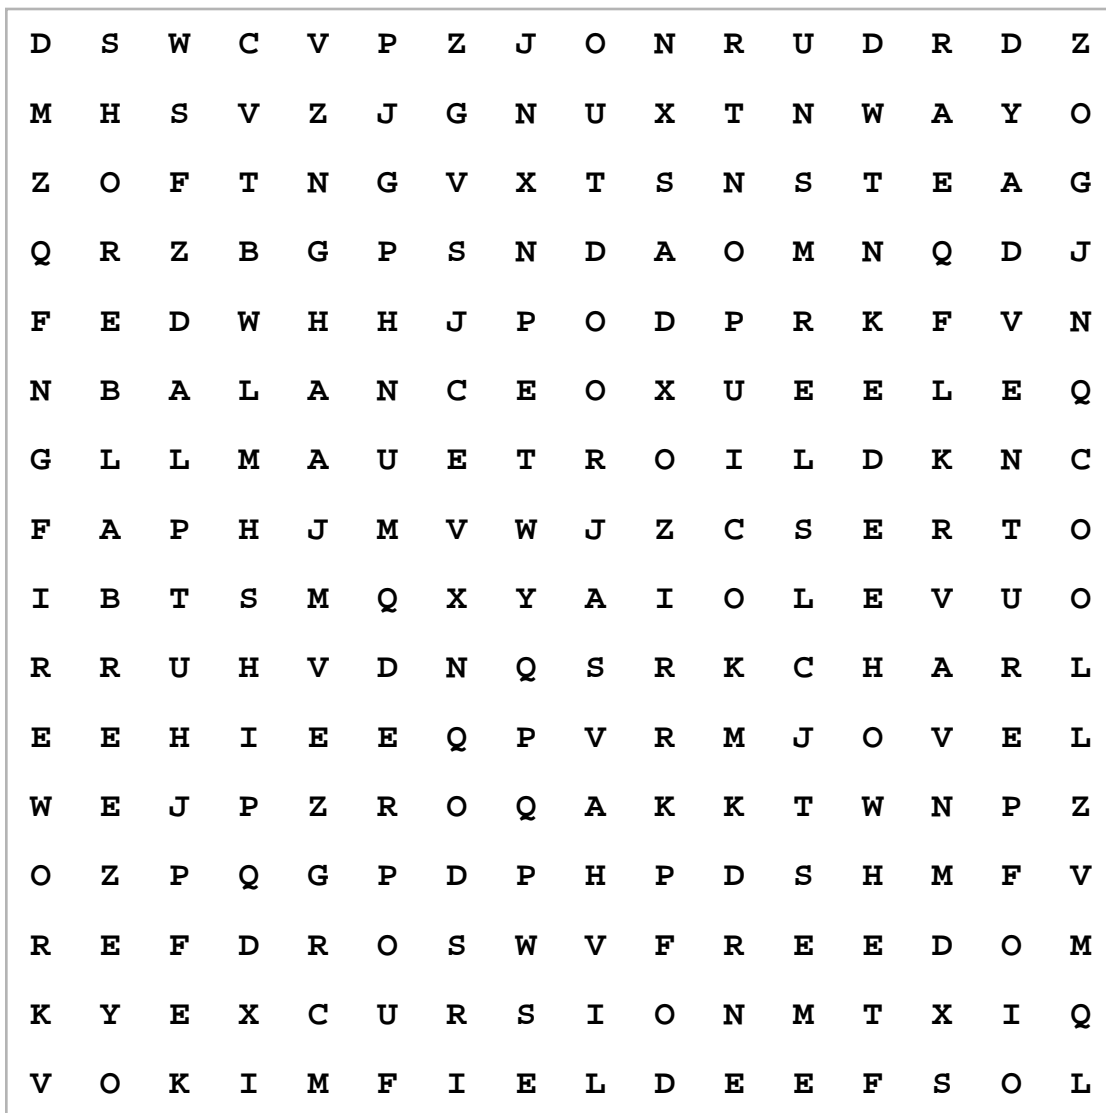 D S W C V P Z J O N R U D R D Z
M H S V Z J G N U X T N W A Y O
Z O F T N G V X T S N S T E A G
Q R Z B G P S N D A O M N Q D J
F E D W H H J P O D P R K F V N
N B A L A N C E O X U E E L E Q
G L L M A U E T R O I L D K N C
F A P H J M V W J Z C S E R T O
I B T S M Q X Y A I O L E V U O
R R U H V D N Q S R K C H A R L
E E H I E E Q P V R M J O V E L
W E J P Z R O Q A K K T W N P Z
O Z P Q G P D P H P D S H M F V
R E F D R O S W V F R E E D O M
K Y E X C U R S I O N M T X I Q
V O K I M F I E L D E E F S O L